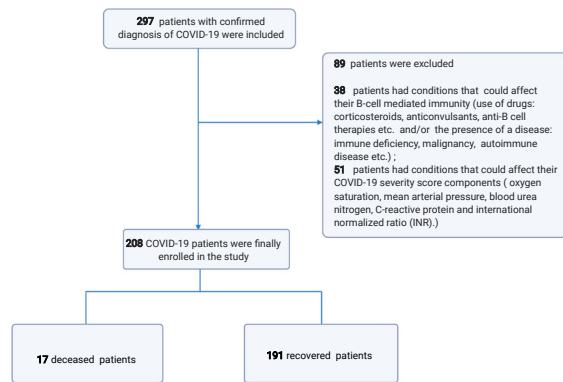 297 patients with confirmed
diagnosis of COVID-19 were included
89 patients were excluded
38 patients had conditions that could affect
their B-cell mediated immunity (use of drugs:
corticosteroids, anticonvulsants, anti-B cell
therapies etc. and/or the presence of a disease:
immune deficiency, malignancy, autoimmune
disease etc.) ;
51 patients had conditions that could affect their
COVID-19 severity score components ( oxygen
saturation, mean arterial pressure, blood urea
nitrogen, C-reactive protein and international
normalized ratio (INR).)
208 COVID-19 patients were finally
enrolled in the study
17 deceased patients
191 recovered patients